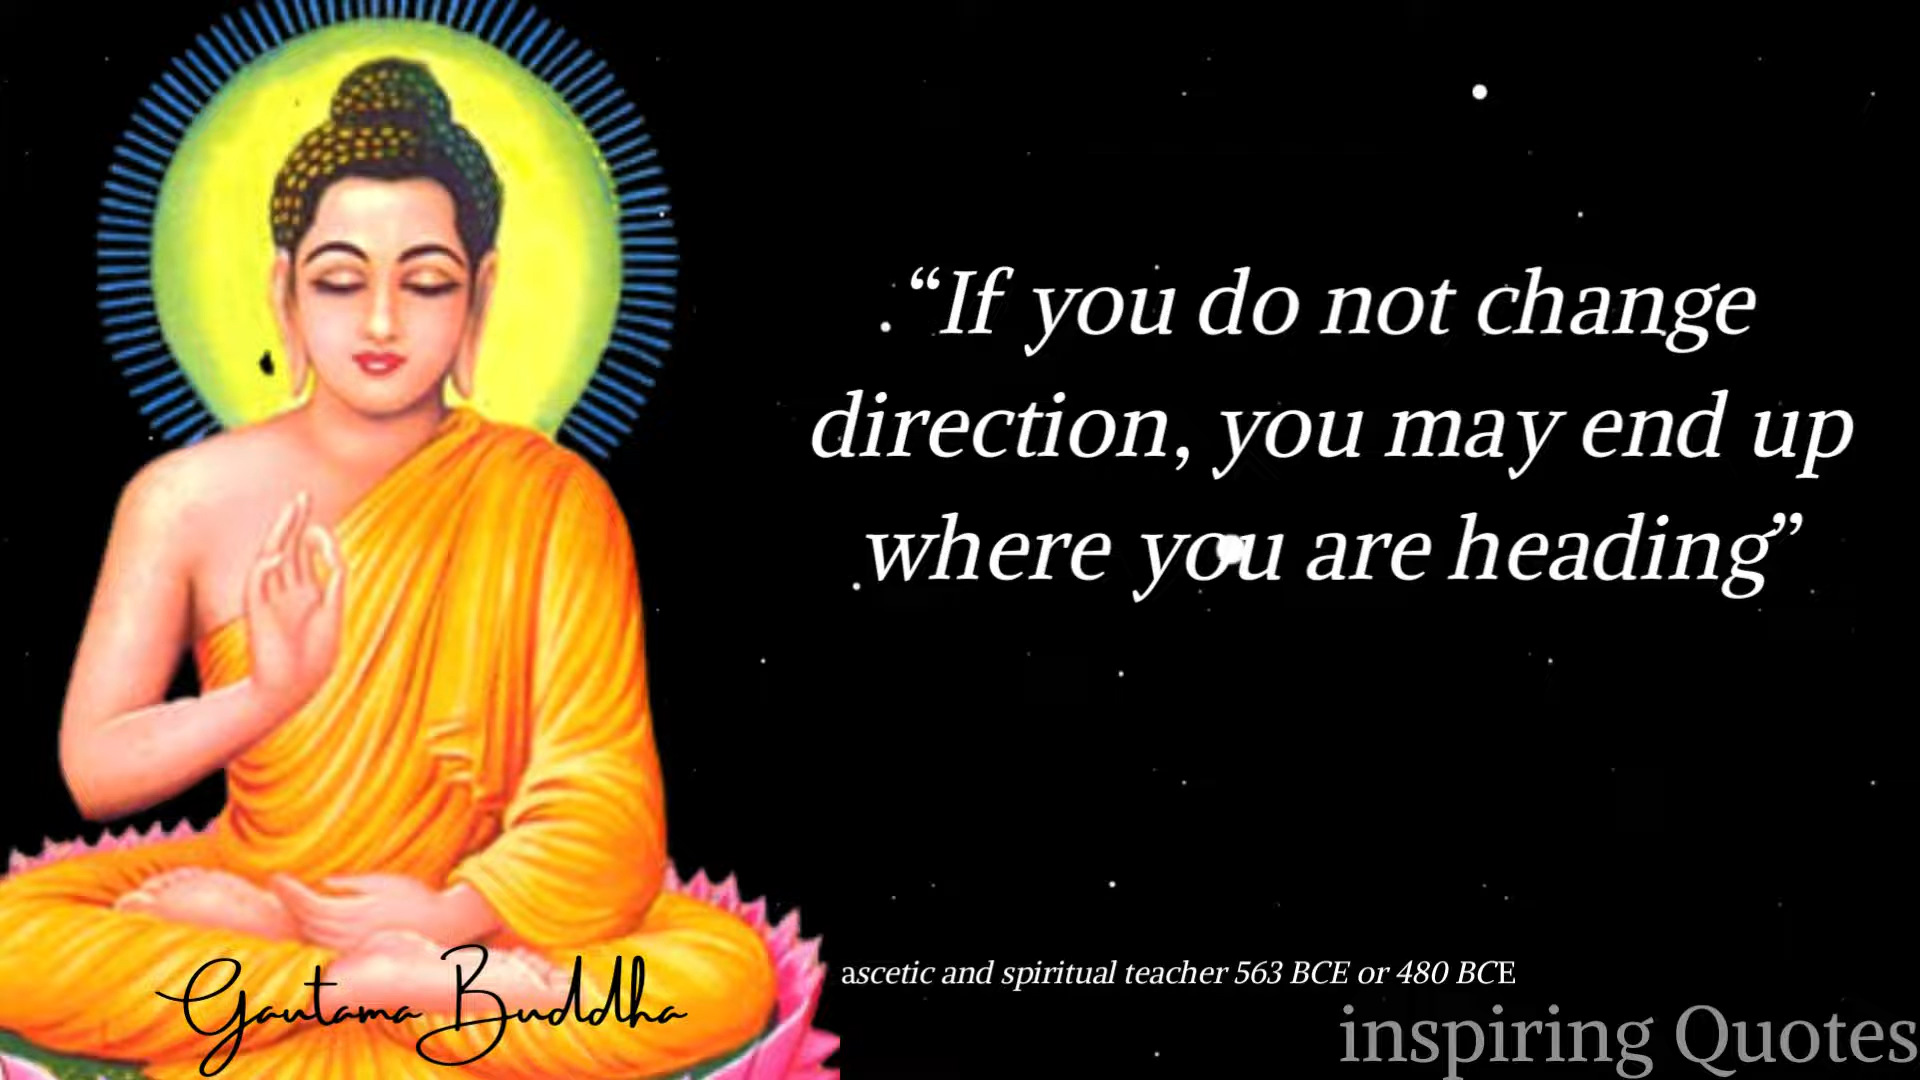 “If you do not change
direction, you may end up
where you are heading”
ascetic and spiritual teacher 563 BCE or 480 BCE
Gautama Buddha
inspiring Quotes